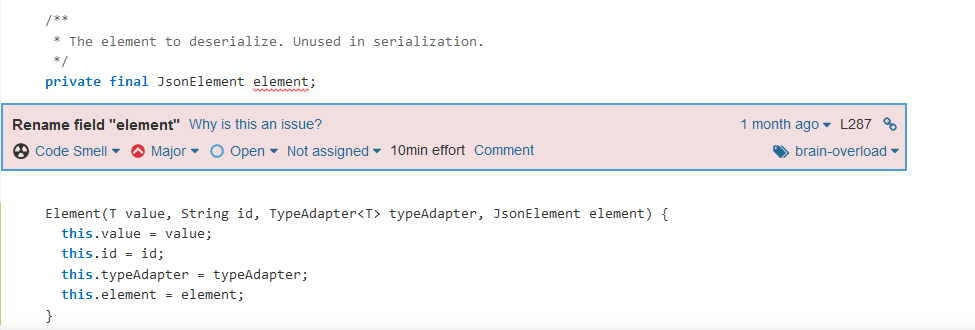 /**
 * The element to deserialize. Unused in serialization.
 */
private final JsonElement element;
Rename field "element" Why is this an issue? 1 month ago L287
Code Smell Major Open Not assigned 10min effort Comment brain-overload
Element(T value, String id, TypeAdapter<T> typeAdapter, JsonElement element) {
  this.value = value;
  this.id = id;
  this.typeAdapter = typeAdapter;
  this.element = element;
}